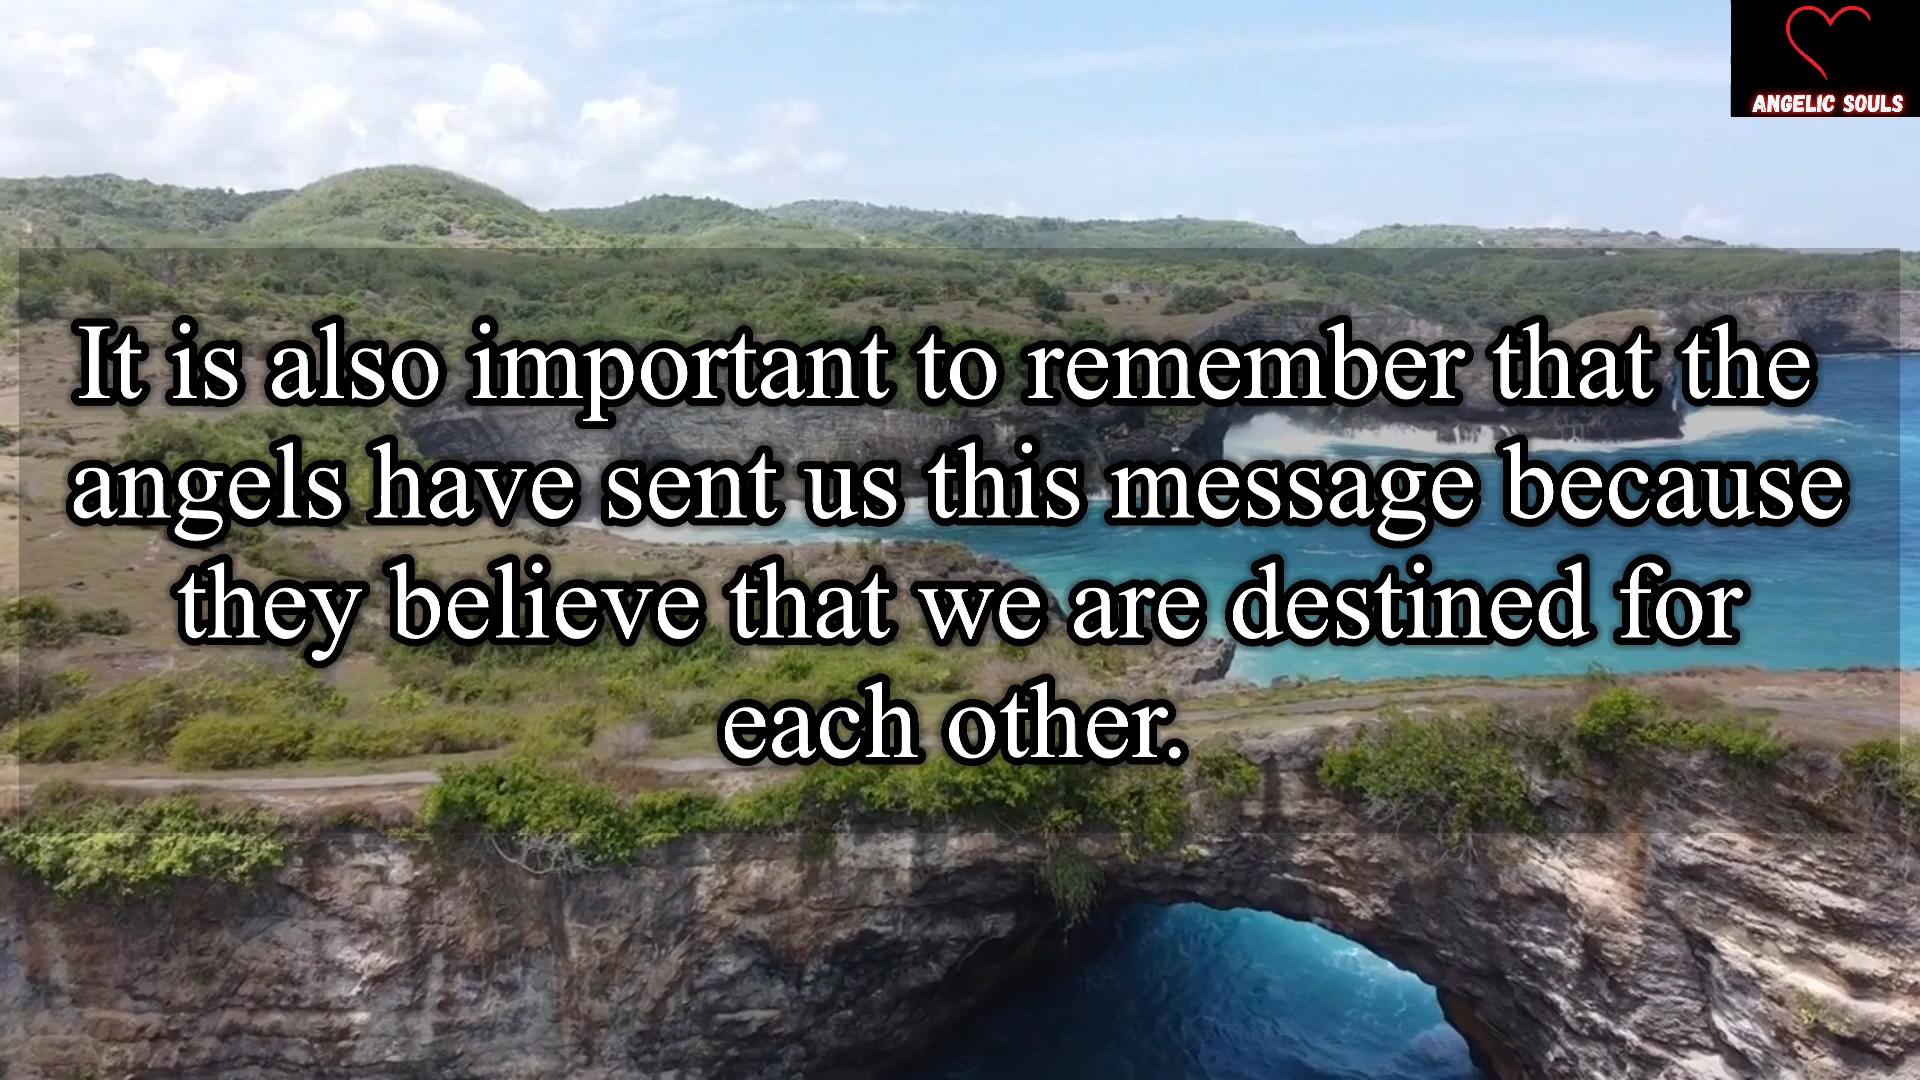 ANGELIC SOULS
It is also important to remember that the
angels have sent us this message because
they believe that we are destined for
each other.